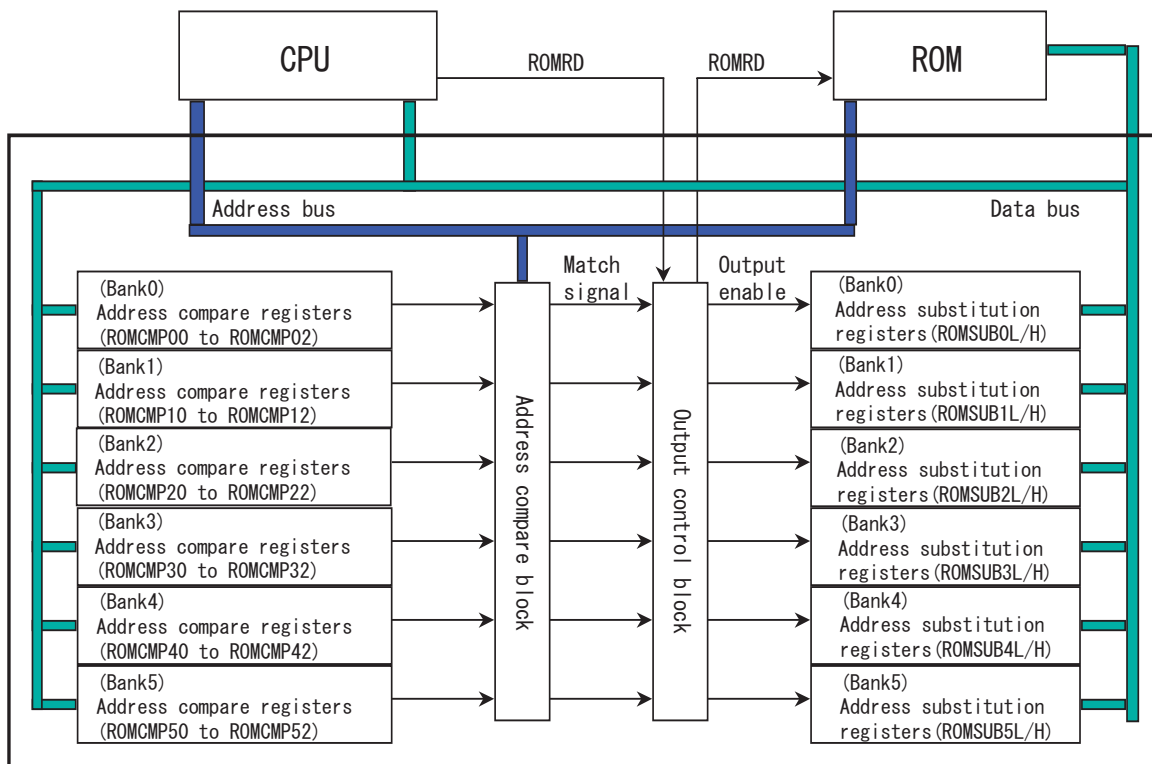 CPU
ROMRD
ROMRD
ROM
Address bus
Data bus
Match
signal
Output
enable
(Bank0)
Address compare registers
(ROMCMP00 to ROMCMP02)
(Bank1)
Address compare registers
(ROMCMP10 to ROMCMP12)
(Bank2)
Address compare registers
(ROMCMP20 to ROMCMP22)
(Bank3)
Address compare registers
(ROMCMP30 to ROMCMP32)
(Bank4)
Address compare registers
(ROMCMP40 to ROMCMP42)
(Bank5)
Address compare registers
(ROMCMP50 to ROMCMP52)
Address compare block
Output control block
(Bank0)
Address substitution
registers(ROMSUB0L/H)
(Bank1)
Address substitution
registers(ROMSUB1L/H)
(Bank2)
Address substitution
registers(ROMSUB2L/H)
(Bank3)
Address substitution
registers(ROMSUB3L/H)
(Bank4)
Address substitution
registers(ROMSUB4L/H)
(Bank5)
Address substitution
registers(ROMSUB5L/H)